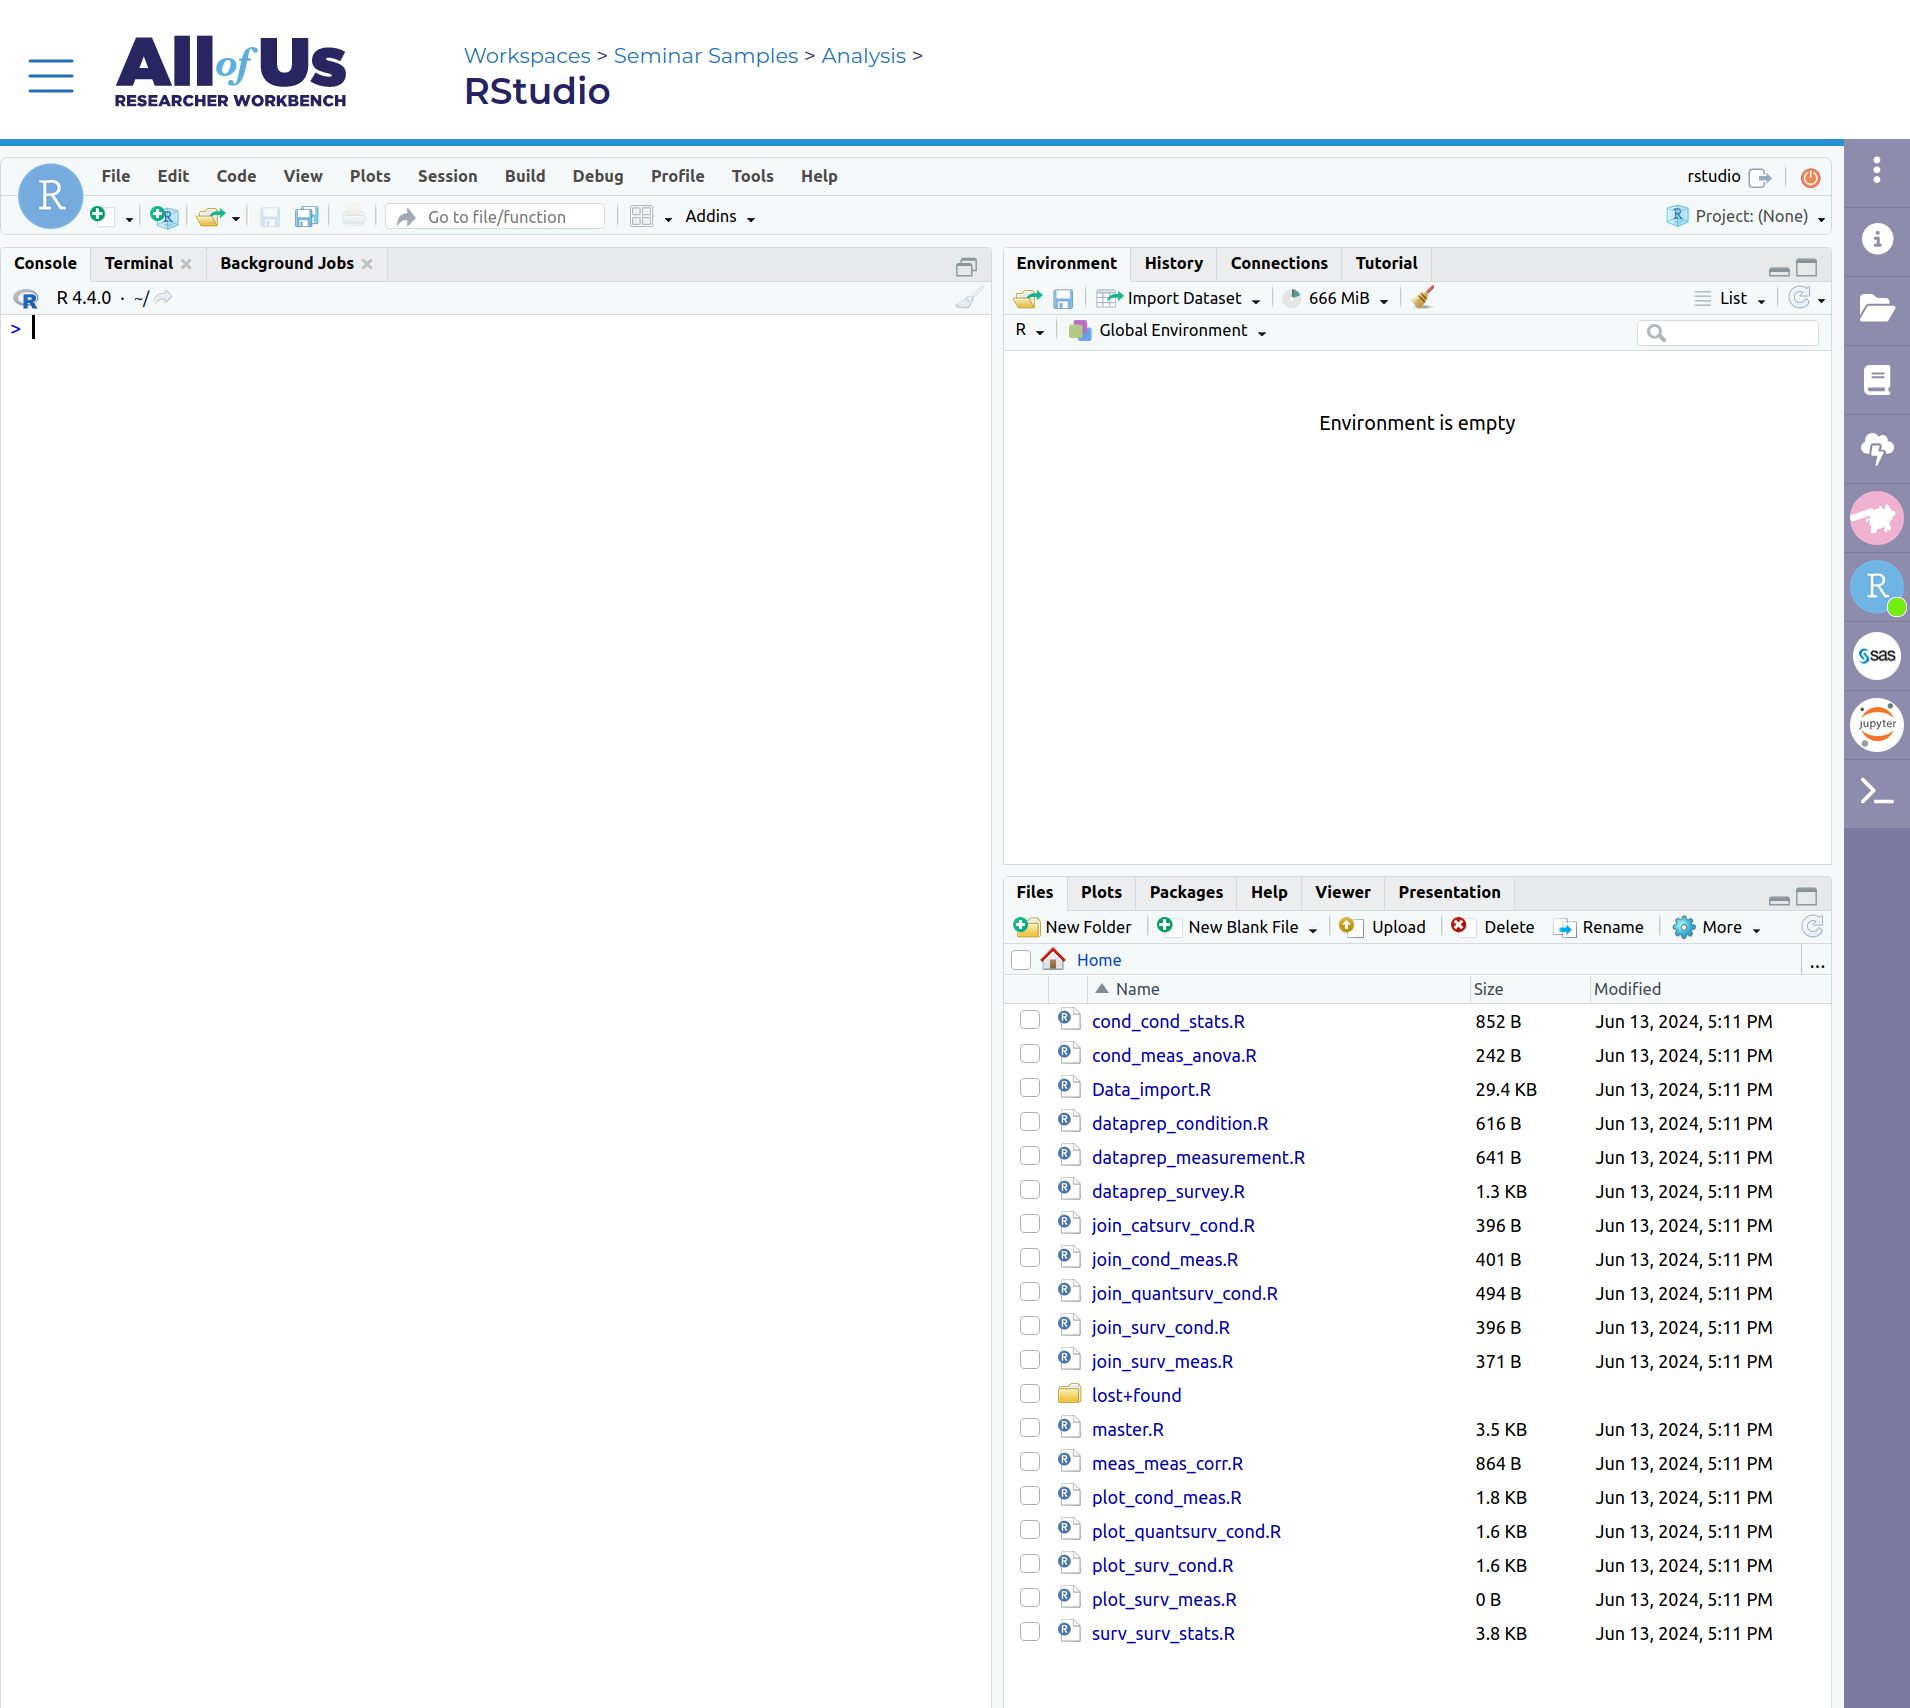 All of Us
RESEARCHER WORKBENCH
Workspaces > Seminar Samples > Analysis >
RStudio
R
File Edit Code View Plots Session Build Debug Profile Tools Help
rstudio
Go to file/function
Addins
R Project: (None)
Console Terminal Background Jobs
R R 4.4.0 · ~/
>
Environment History Connections Tutorial
Import Dataset 666 MiB List
R Global Environment
Environment is empty
Files Plots Packages Help Viewer Presentation
New Folder New Blank File Upload Delete Rename More
Home ...
Name Size Modified
cond_cond_stats.R 852 B Jun 13, 2024, 5:11 PM
cond_meas_anova.R 242 B Jun 13, 2024, 5:11 PM
Data_import.R 29.4 KB Jun 13, 2024, 5:11 PM
dataprep_condition.R 616 B Jun 13, 2024, 5:11 PM
dataprep_measurement.R 641 B Jun 13, 2024, 5:11 PM
dataprep_survey.R 1.3 KB Jun 13, 2024, 5:11 PM
join_catsurv_cond.R 396 B Jun 13, 2024, 5:11 PM
join_cond_meas.R 401 B Jun 13, 2024, 5:11 PM
join_quantsurv_cond.R 494 B Jun 13, 2024, 5:11 PM
join_surv_cond.R 396 B Jun 13, 2024, 5:11 PM
join_surv_meas.R 371 B Jun 13, 2024, 5:11 PM
lost+found
master.R 3.5 KB Jun 13, 2024, 5:11 PM
meas_meas_corr.R 864 B Jun 13, 2024, 5:11 PM
plot_cond_meas.R 1.8 KB Jun 13, 2024, 5:11 PM
plot_quantsurv_cond.R 1.6 KB Jun 13, 2024, 5:11 PM
plot_surv_cond.R 1.6 KB Jun 13, 2024, 5:11 PM
plot_surv_meas.R 0 B Jun 13, 2024, 5:11 PM
surv_surv_stats.R 3.8 KB Jun 13, 2024, 5:11 PM
R
sas
jupyter